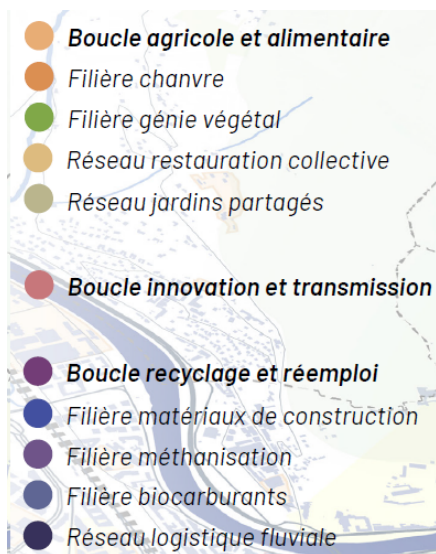 Boucle agricole et alimentaire
Filière chanvre
Filière génie végétal
Réseau restauration collective
Réseau jardins partagés
Boucle innovation et transmission
Boucle recyclage et réemploi
Filière matériaux de construction
Filière méthanisation
Filière biocarburants
Réseau logistique fluviale